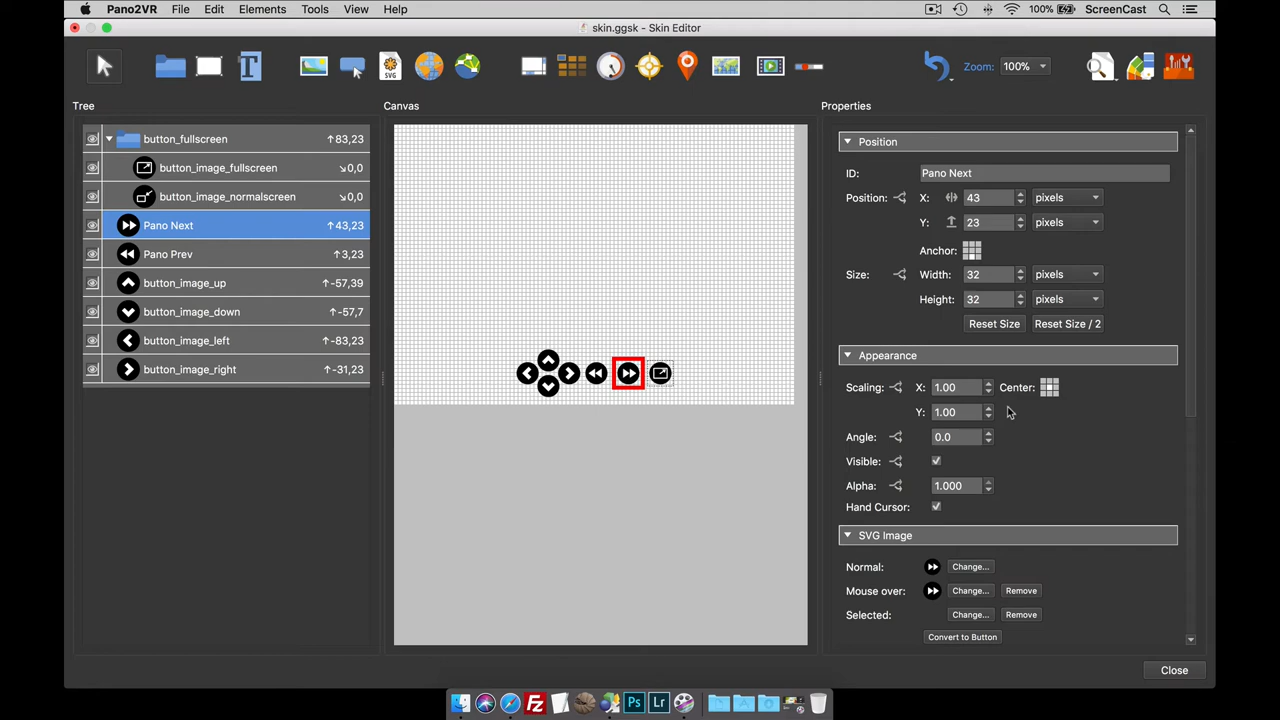 Pano2VR File Edit Elements Tools View Help 100% ScreenCast
skin.ggsk - Skin Editor
T SVG Zoom: 100%
Tree Canvas Properties
button_fullscreen ↑83,23
button_image_fullscreen ↘0,0
button_image_normalscreen ↘0,0
Pano Next ↑43,23
Pano Prev ↑3,23
button_image_up ↑-57,39
button_image_down ↑-57,7
button_image_left ↑-83,23
button_image_right ↑-31,23
Position
ID: Pano Next
Position: X: 43 pixels
Y: 23 pixels
Anchor:
Size: Width: 32 pixels
Height: 32 pixels
Reset Size Reset Size / 2
Appearance
Scaling: X: 1.00 Center:
Y: 1.00
Angle: 0.0
Visible:
Alpha: 1.000
Hand Cursor:
SVG Image
Normal: Change...
Mouse over: Change... Remove
Selected: Change... Remove
Convert to Button
Close
Fz Ps Lr